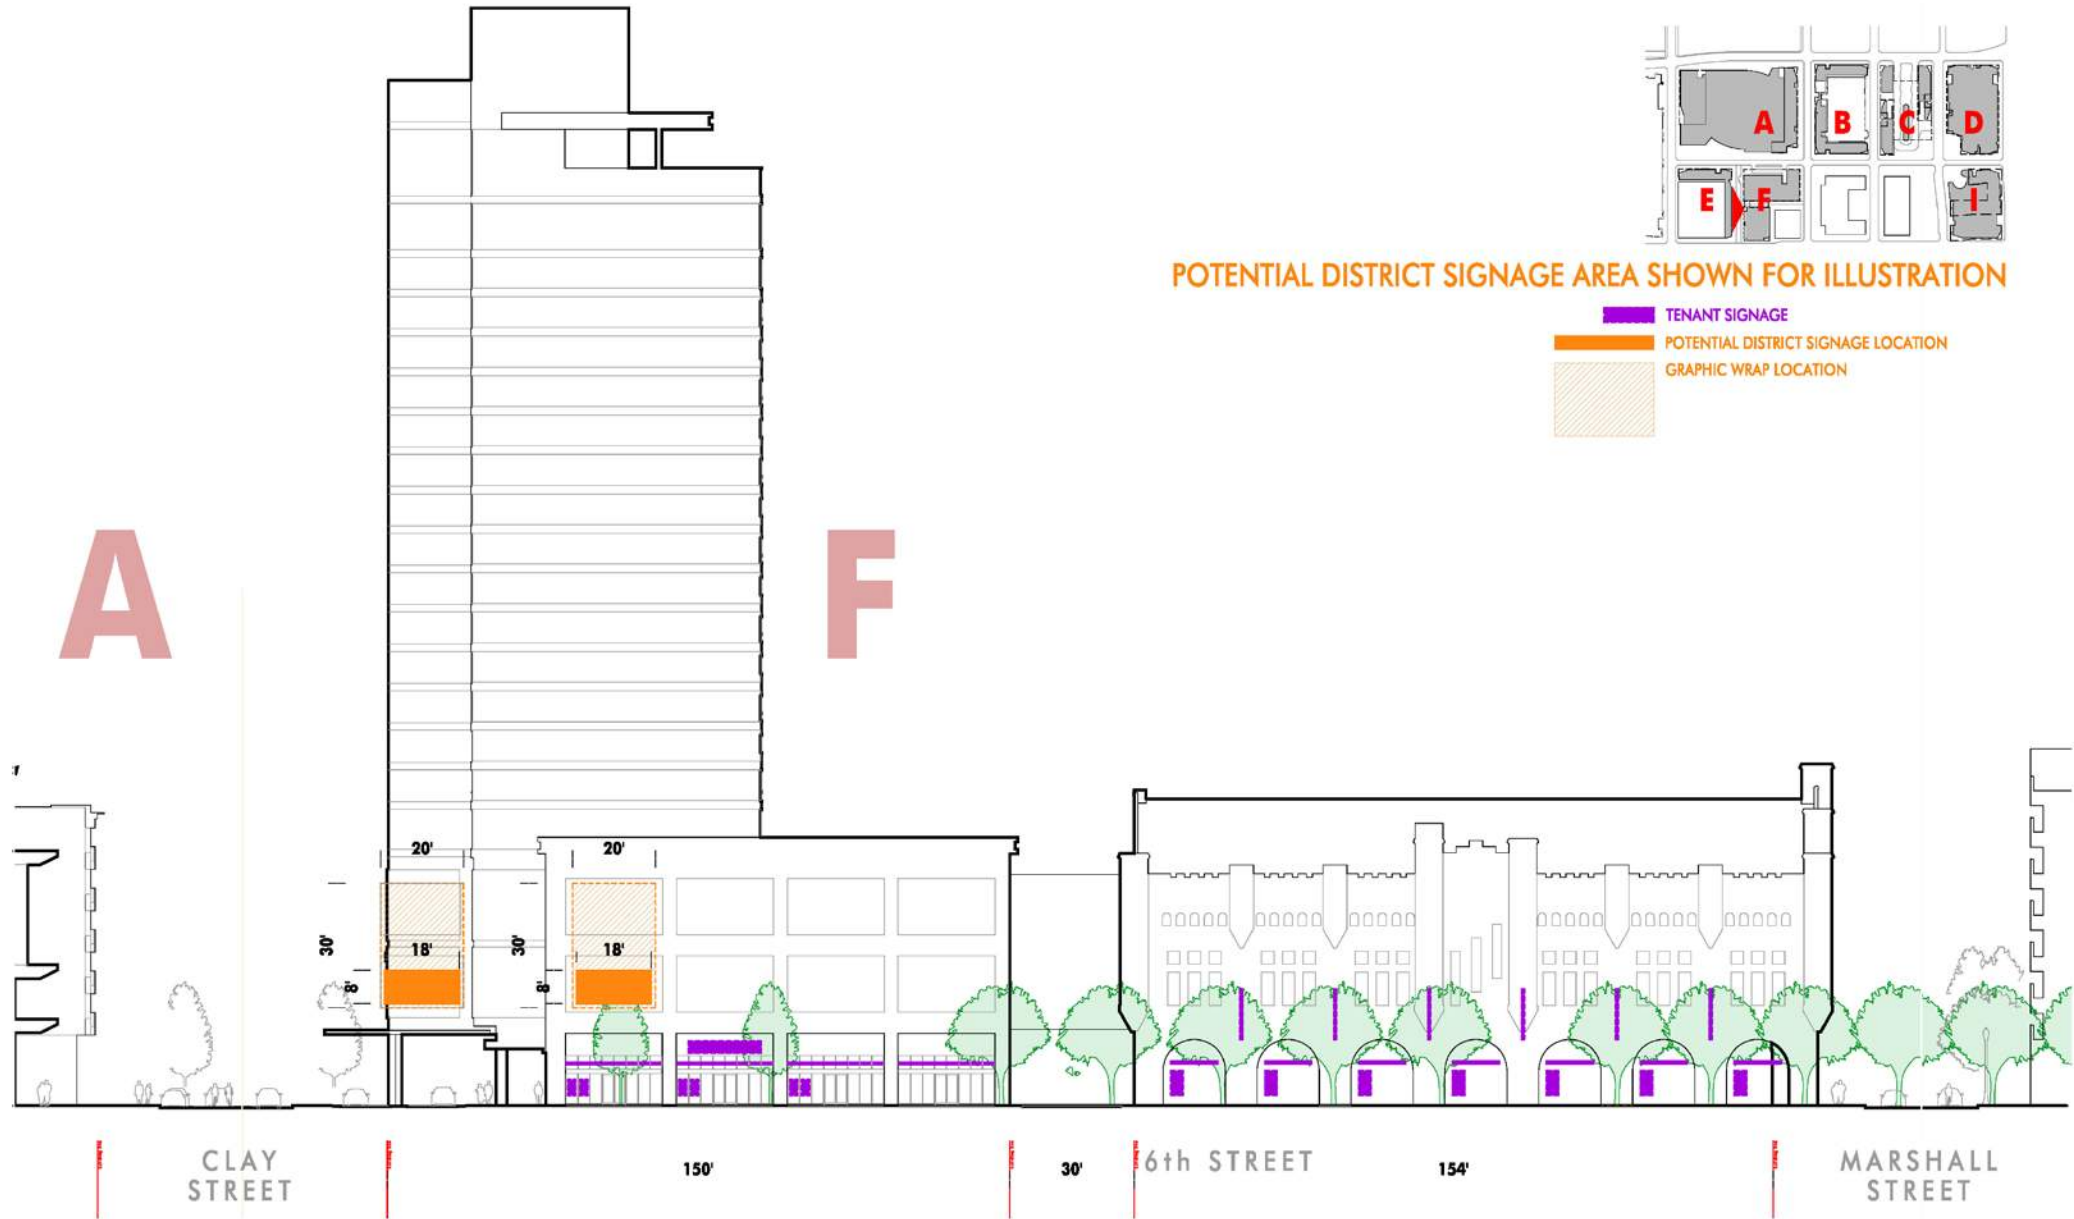 A
B
C
D
E
F
I
POTENTIAL DISTRICT SIGNAGE AREA SHOWN FOR ILLUSTRATION
TENANT SIGNAGE
POTENTIAL DISTRICT SIGNAGE LOCATION
GRAPHIC WRAP LOCATION
A
F
20'
20'
30'
18'
30'
18'
8'
8'
CLAY
STREET
150'
30'
6th STREET
154'
MARSHALL
STREET